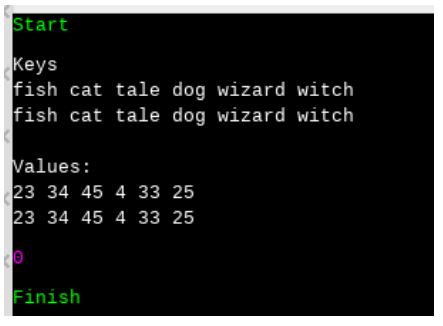 Start
Keys
fish cat tale dog wizard witch
fish cat tale dog wizard witch
Values:
23 34 45 4 33 25
23 34 45 4 33 25
0
Finish